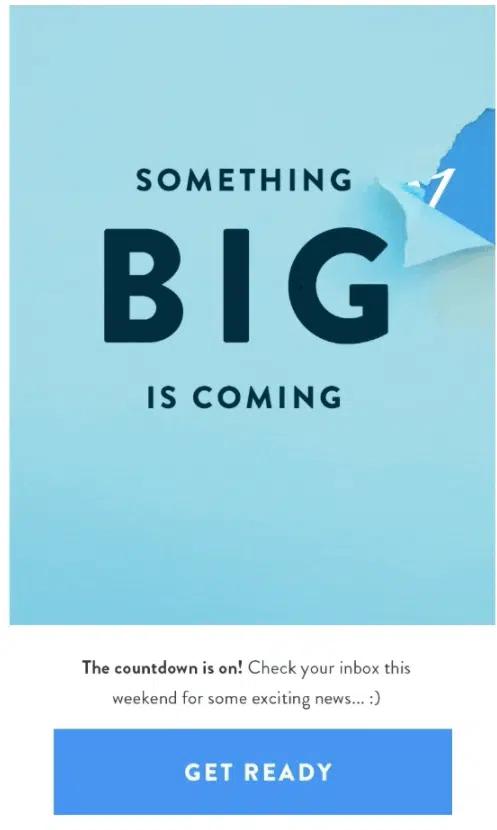 SOMETHING
BIG
IS COMING
The countdown is on! Check your inbox this
weekend for some exciting news... :)
GET READY